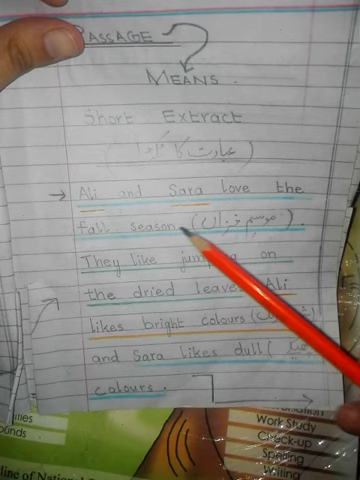 PASSAGE
MEANS.
Short Extract
(عبارت کا ٹکڑا)
→ Ali and Sara love the
fall season (موسمِ خزاں).
They like jumping on
the dried leaves. Ali
likes bright colours (
and Sara likes dull (
colours.
Work Study
Check-up
Spelling
Writing